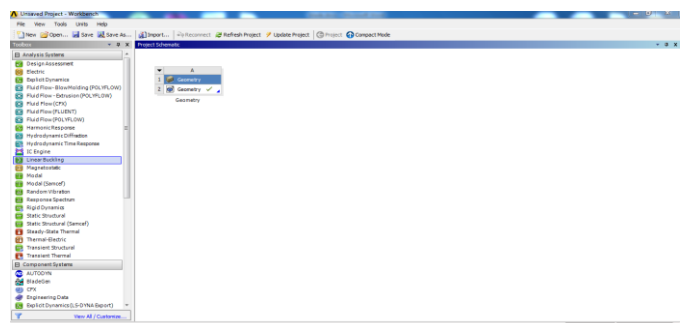 Unsaved Project - Workbench
File View Tools Units Help
New Open... Save Save As... Import... Reconnect Refresh Project Update Project Project Compact Mode
Toolbox
Project Schematic
Analysis Systems
Design Assessment
Electric
Explicit Dynamics
Fluid Flow - BlowMolding (POLYFLOW)
Fluid Flow - Extrusion (POLYFLOW)
Fluid Flow (CFX)
Fluid Flow (FLUENT)
Fluid Flow (POLYFLOW)
Harmonic Response
Hydrodynamic Diffraction
Hydrodynamic Time Response
IC Engine
Linear Buckling
Magnetostatic
Modal
Modal (Samcef)
Random Vibration
Response Spectrum
Rigid Dynamics
Static Structural
Static Structural (Samcef)
Steady-State Thermal
Thermal-Electric
Transient Structural
Transient Thermal
Component Systems
AUTODYN
BladeGen
CFX
Engineering Data
Explicit Dynamics (LS-DYNA Export)
View All / Customize...
A
1 Geometry
2 Geometry
Geometry